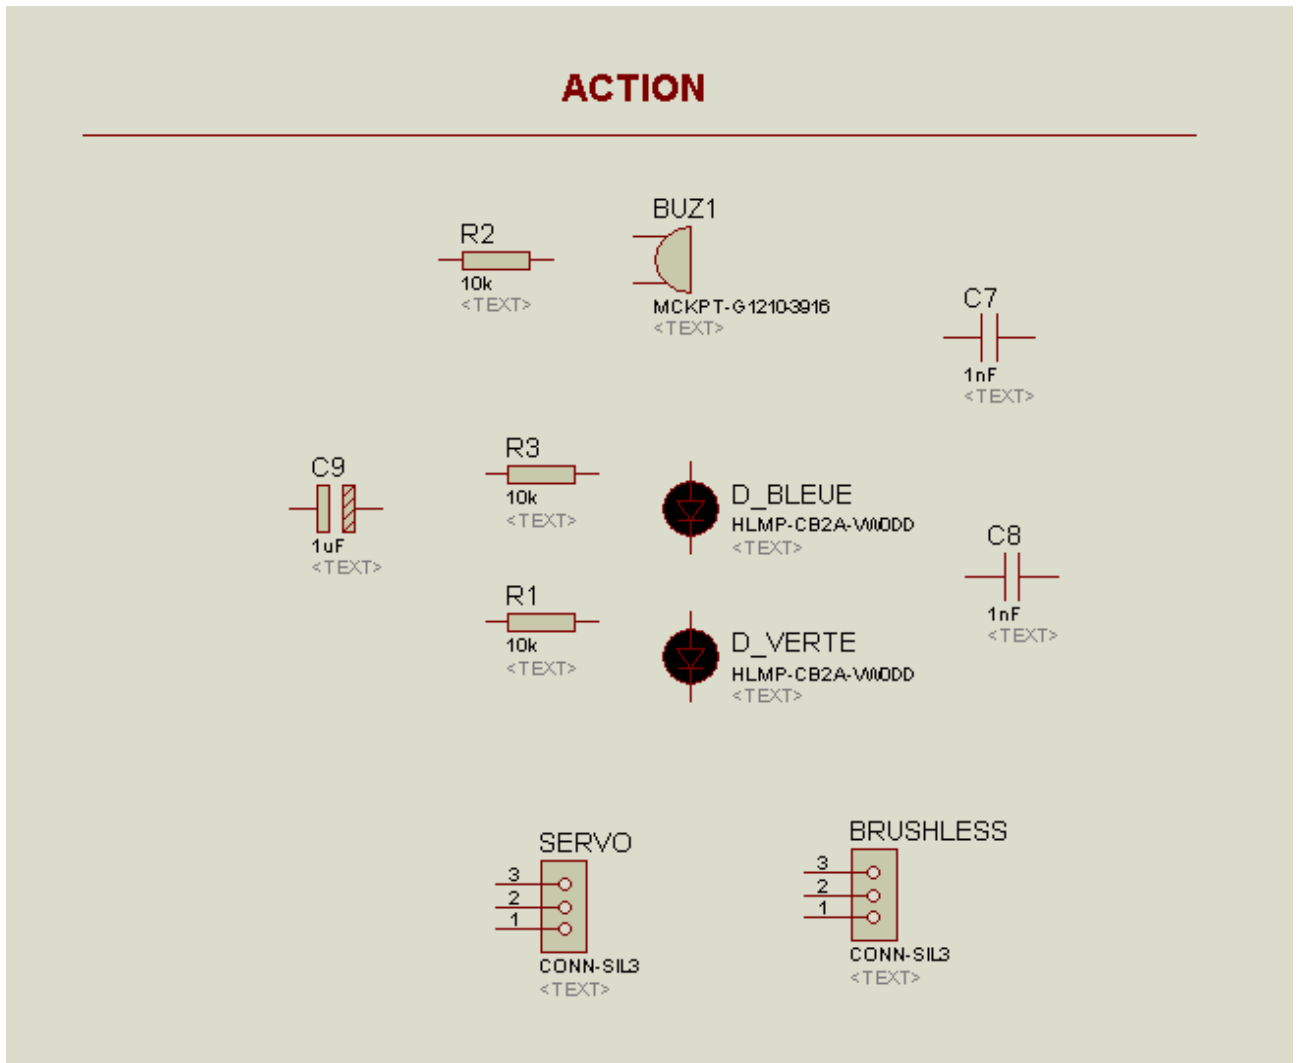 ACTION
R2
10k
<TEXT>
BUZ1
MCKPT-G1210-3916
<TEXT>
C7
1nF
<TEXT>
C9
1uF
<TEXT>
R3
10k
<TEXT>
D_BLEUE
HLMP-CB2A-VW0DD
<TEXT>
C8
1nF
<TEXT>
R1
10k
<TEXT>
D_VERTE
HLMP-CB2A-VW0DD
<TEXT>
SERVO
3
2
1
CONN-SIL3
<TEXT>
BRUSHLESS
3
2
1
CONN-SIL3
<TEXT>